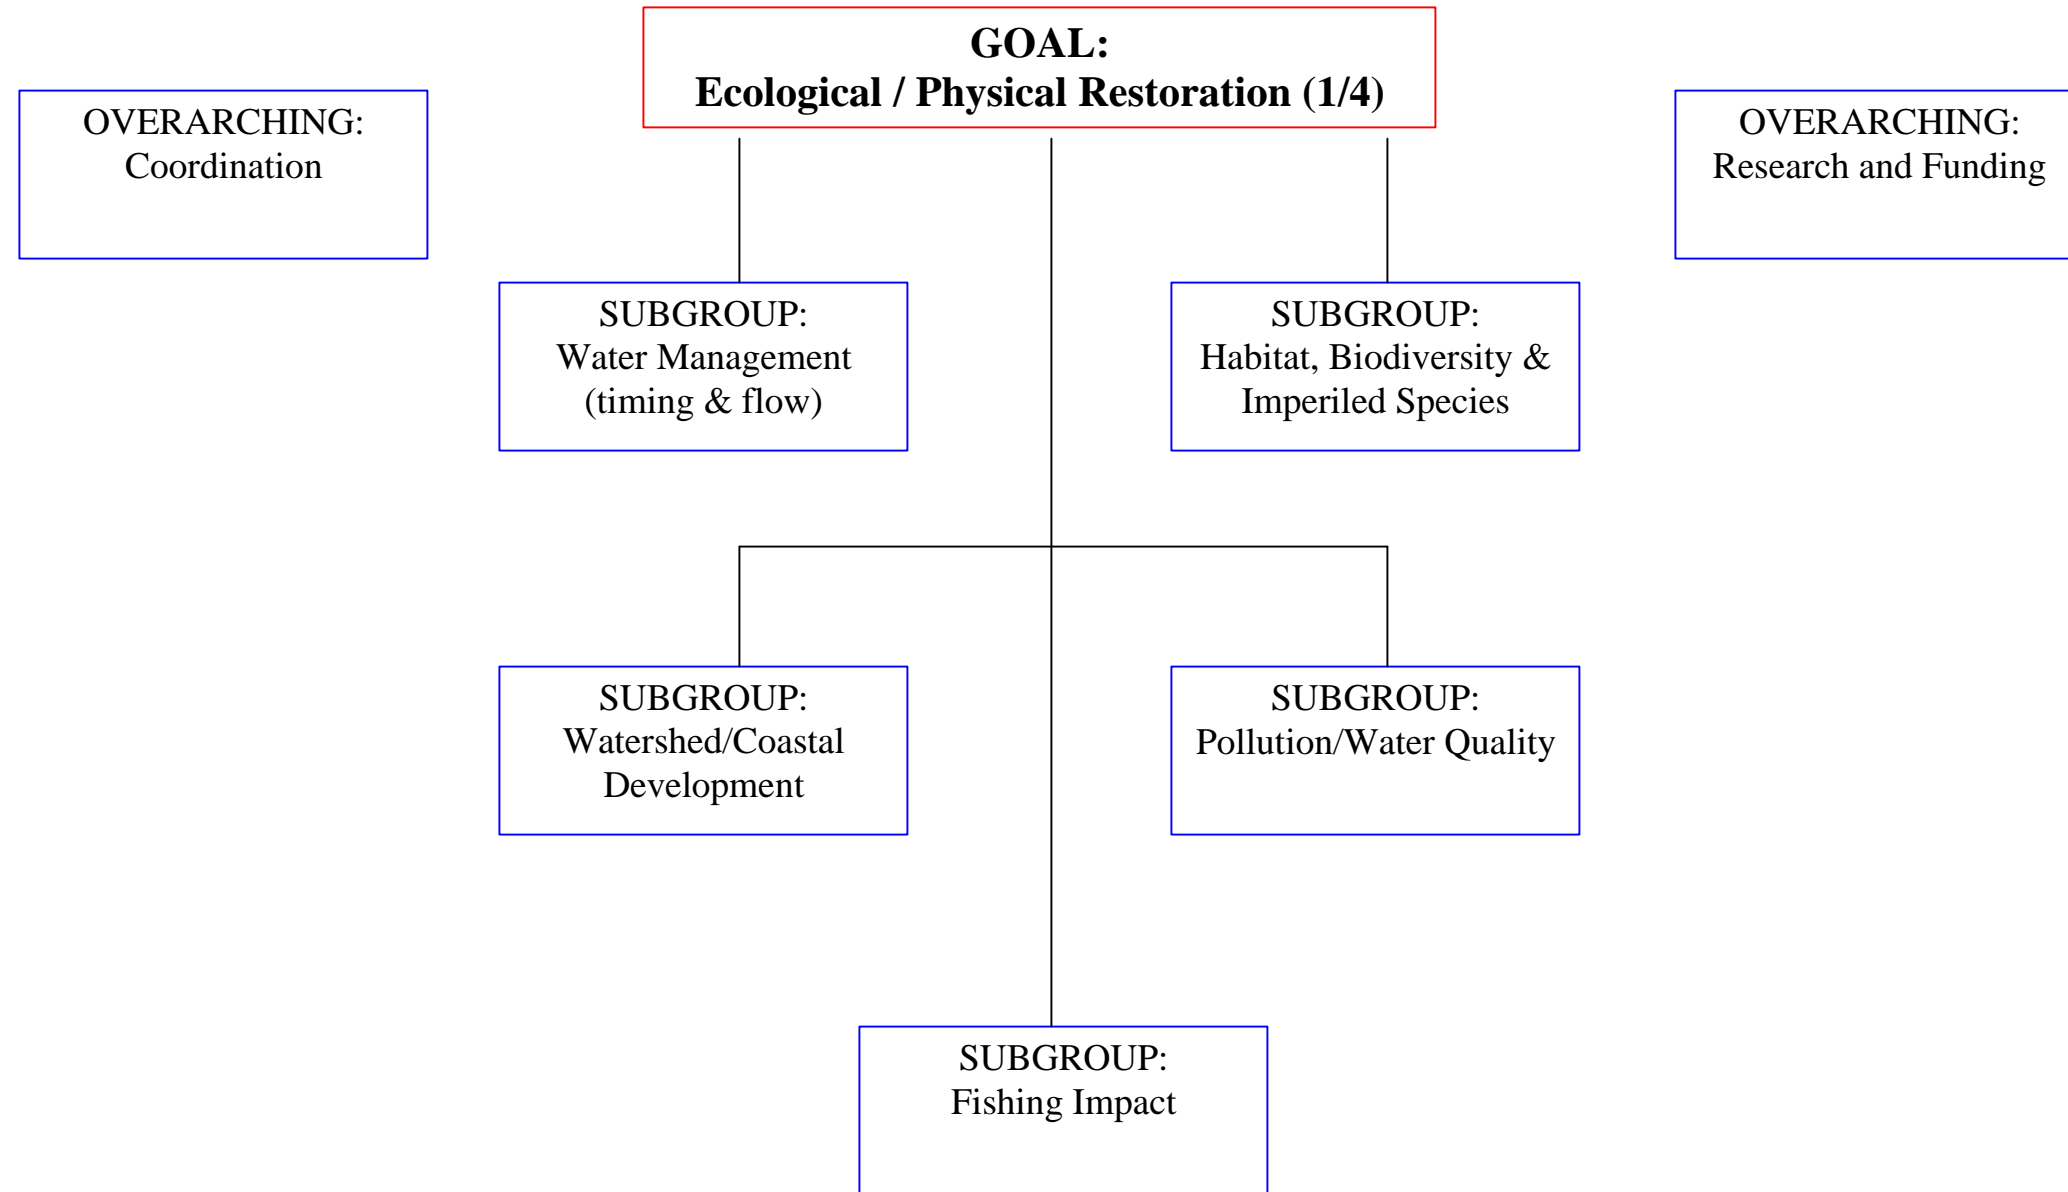 GOAL:
Ecological / Physical Restoration (1/4)
OVERARCHING:
Coordination
OVERARCHING:
Research and Funding
SUBGROUP:
Water Management
(timing & flow)
SUBGROUP:
Habitat, Biodiversity &
Imperiled Species
SUBGROUP:
Watershed/Coastal
Development
SUBGROUP:
Pollution/Water Quality
SUBGROUP:
Fishing Impact